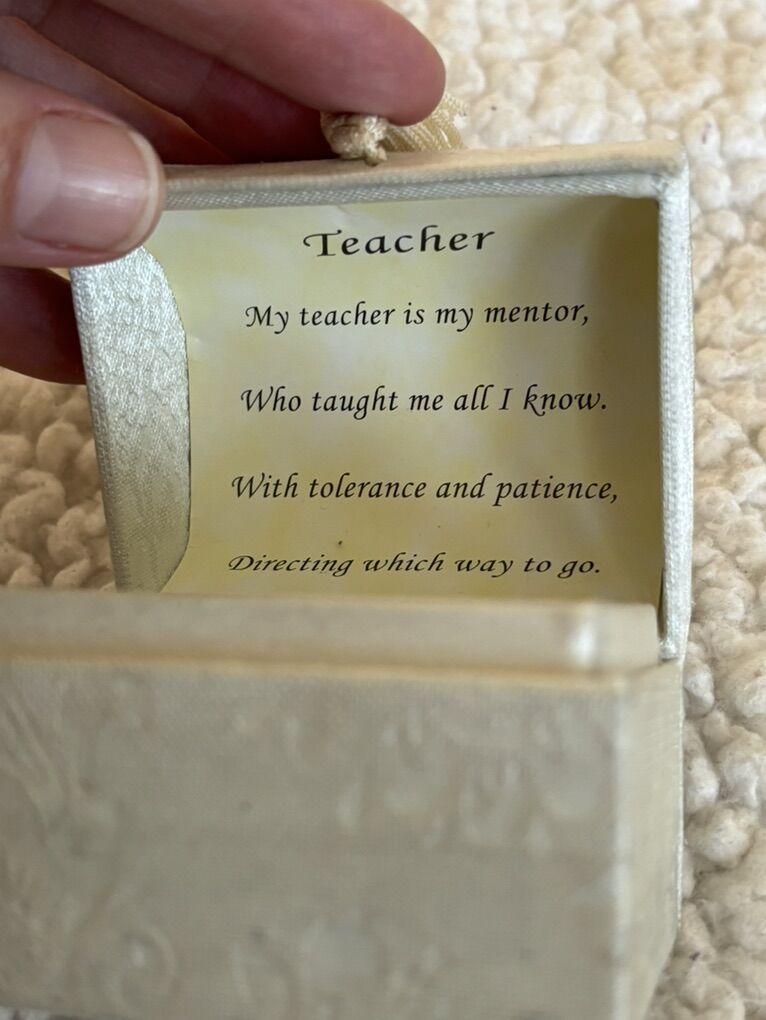 Teacher
My teacher is my mentor,
Who taught me all I know.
With tolerance and patience,
Directing which way to go.